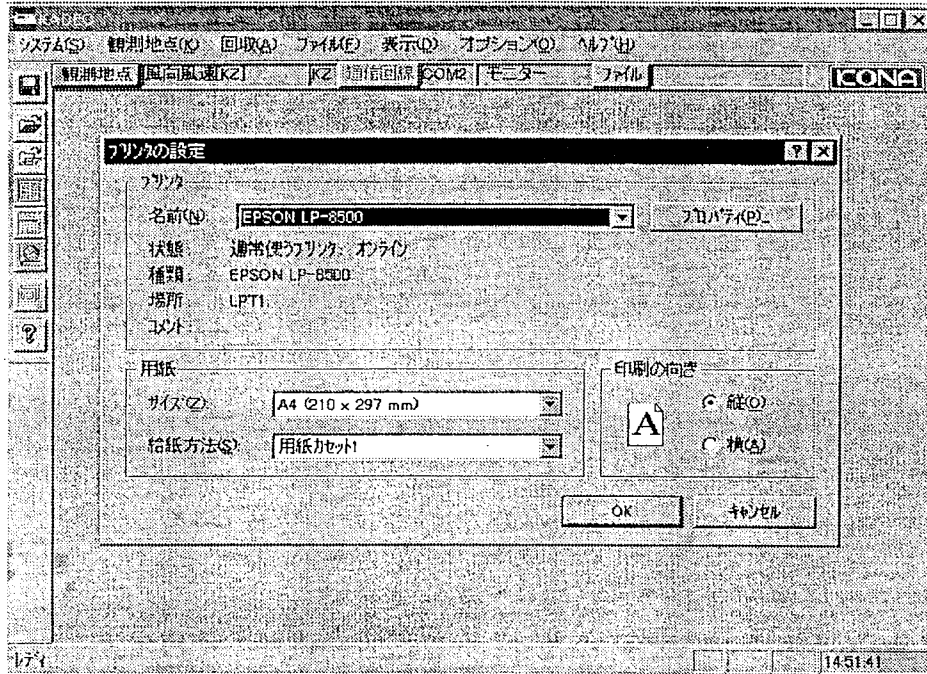 KADEC
システム(S) 観測地点(K) 回収(A) ファイル(F) 表示(D) オプション(O) ヘルプ(H)
観測地点 風向風速[KZ] KZ 通信回線 COM2 モニター ファイル KONA
プリンタの設定
プリンタ
名前(N): EPSON LP-8500 プロパティ(P)...
状態: 通常使うプリンタ; オンライン
種類: EPSON LP-8500
場所: LPT1:
コメント:
用紙
サイズ(Z): A4 (210 x 297 mm)
給紙方法(S): 用紙カセット1
印刷の向き
A
縦(O)
横(A)
OK キャンセル
レディ 14:51:41